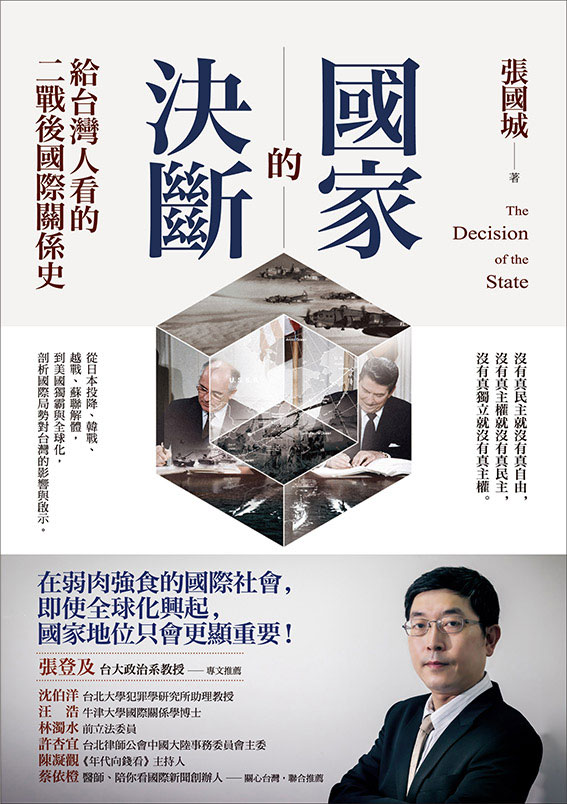 張國城
著
The
Decision
of the
State
國家
的
決斷
給台灣人看的
二戰後國際關係史
沒有真民主就沒有真自由，
沒有真主權就沒有真民主，
沒有真獨立就沒有真主權。
從日本投降、韓戰、
越戰、蘇聯解體，
到美國獨霸與全球化，
剖析國際局勢對台灣的影響與啟示。
在弱肉強食的國際社會，
即使全球化興起，
國家地位只會更顯重要！
張登及 台大政治系教授——專文推薦
沈伯洋 台北大學犯罪學研究所助理教授
汪 浩 牛津大學國際關係學博士
林濁水 前立法委員
許杏宜 台北律師公會中國大陸事務委員會主委
陳凝觀《年代向錢看》主持人
蔡依橙 醫師、陪你看國際新聞創辦人——關心台灣，聯合推薦